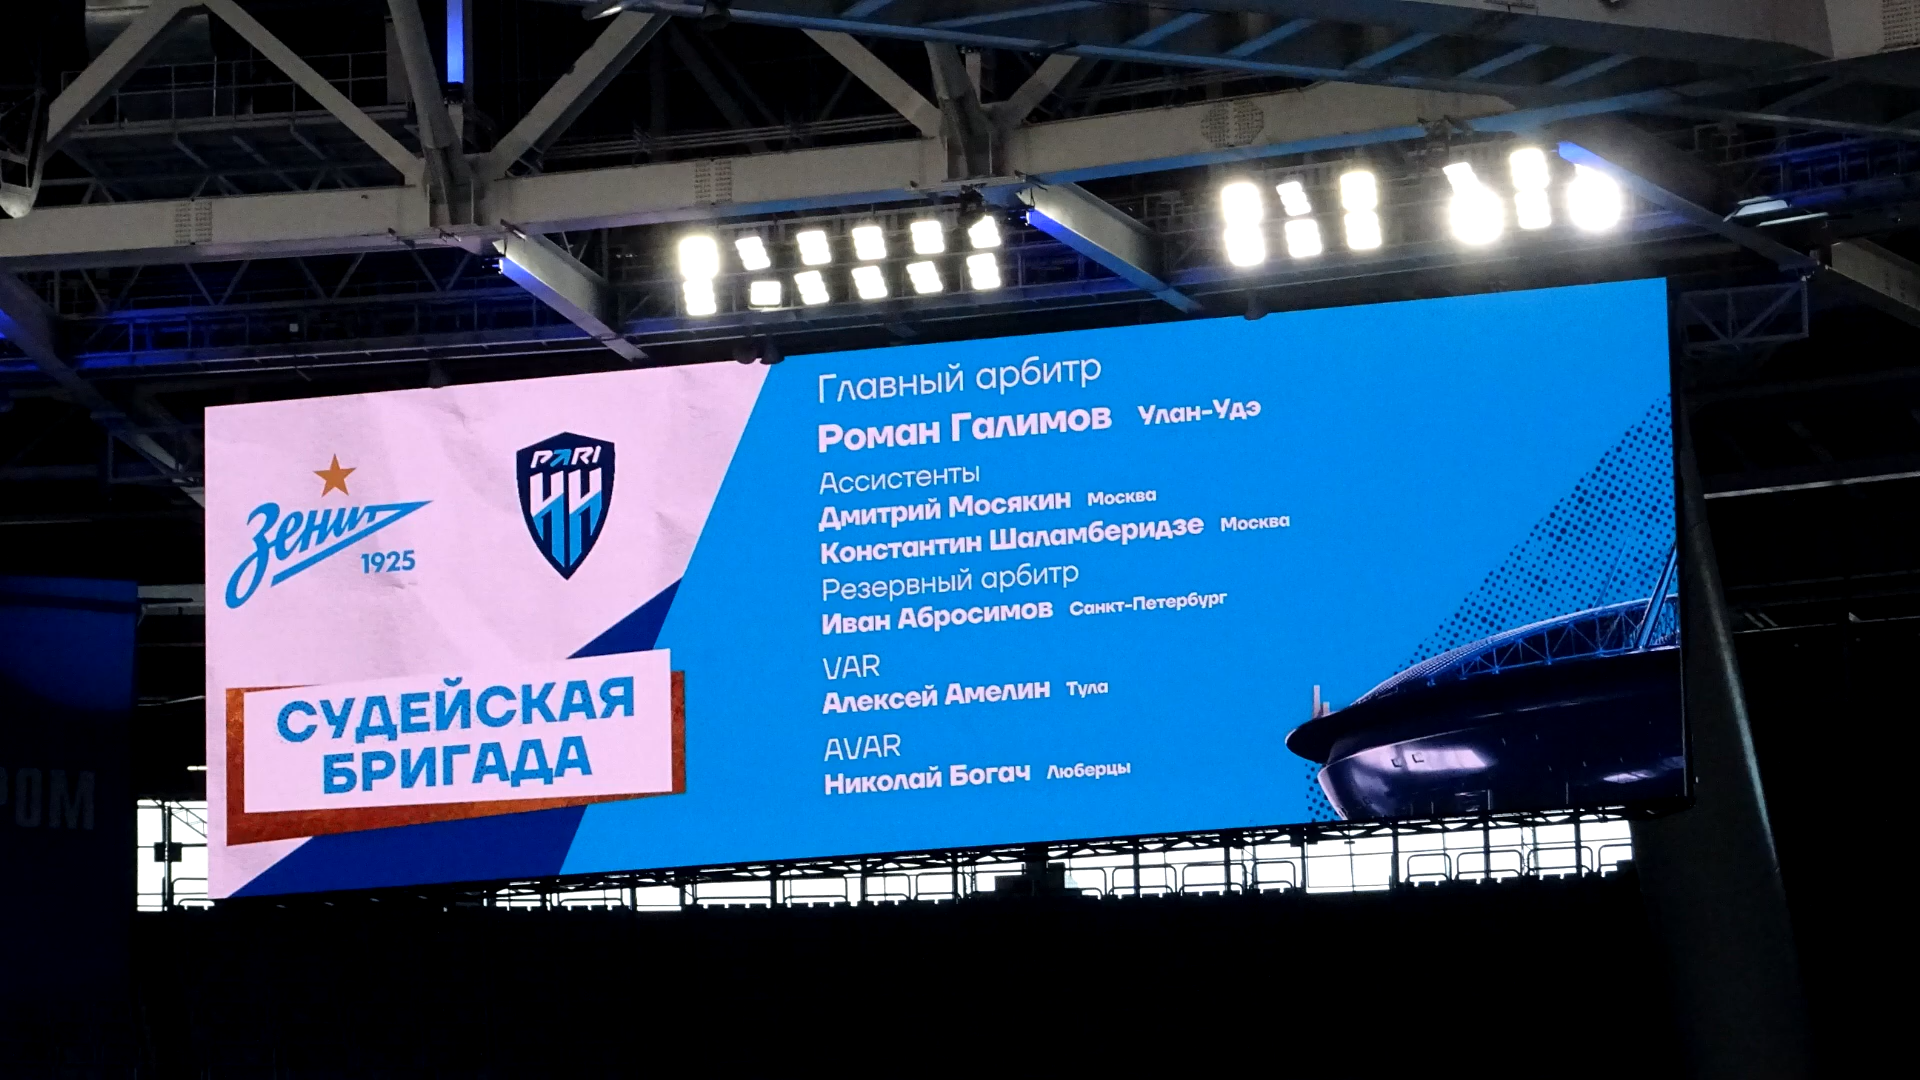 Зенит
1925
PARI
НН
СУДЕЙСКАЯ
БРИГАДА
Главный арбитр
Роман Галимов Улан-Удэ
Ассистенты
Дмитрий Мосякин Москва
Константин Шаламберидзе Москва
Резервный арбитр
Иван Абросимов Санкт-Петербург
VAR
Алексей Амелин Тула
AVAR
Николай Богач Люберцы